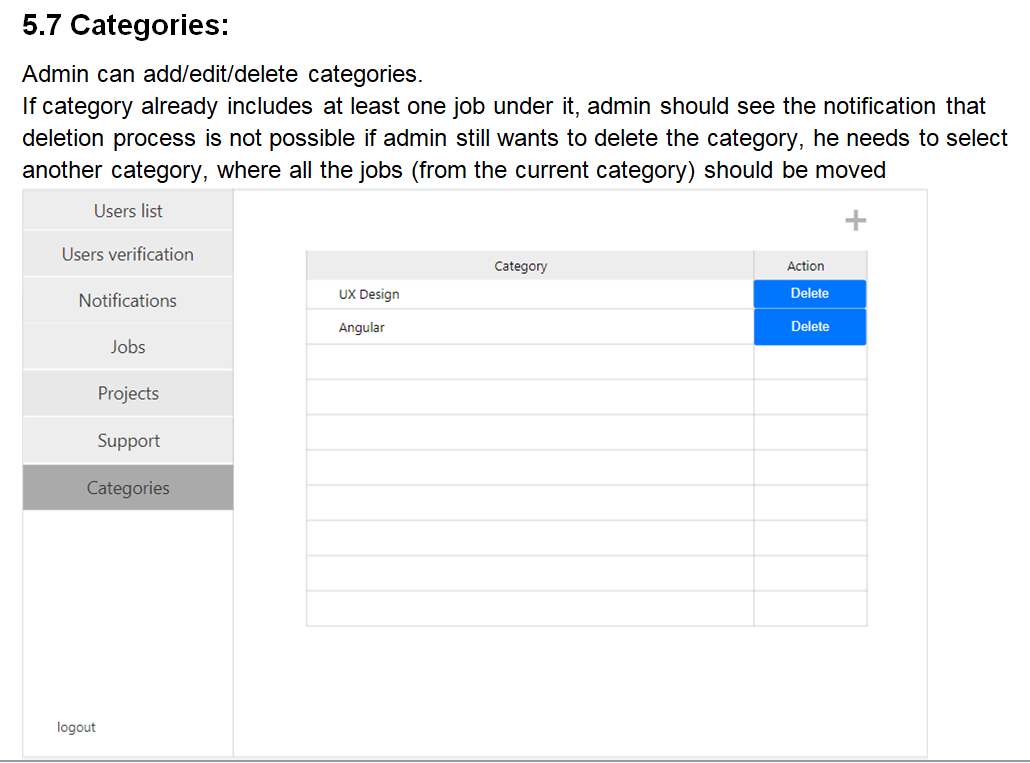 5.7 Categories:
Admin can add/edit/delete categories.
If category already includes at least one job under it, admin should see the notification that
deletion process is not possible if admin still wants to delete the category, he needs to select
another category, where all the jobs (from the current category) should be moved
Users list
Users verification
Notifications
Jobs
Projects
Support
Categories
logout
Category Action
UX Design Delete
Angular Delete